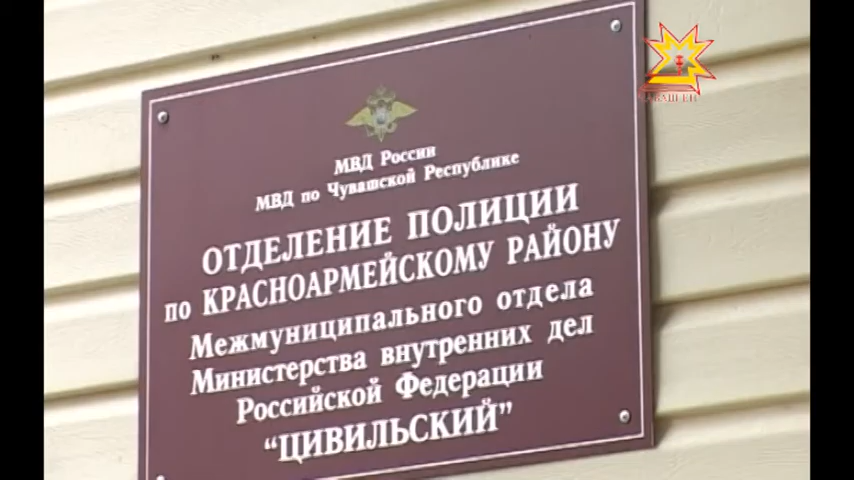 МВД России
МВД по Чувашской Республике
ОТДЕЛЕНИЕ ПОЛИЦИИ
по КРАСНОАРМЕЙСКОМУ РАЙОНУ
Межмуниципального отдела
Министерства внутренних дел
Российской Федерации
“ЦИВИЛЬСКИЙ”